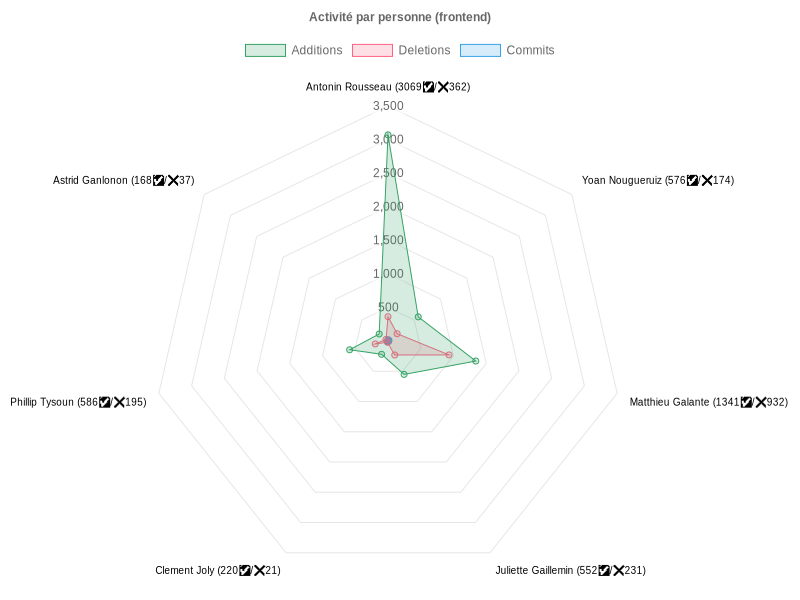 Activité par personne (frontend)
Additions Deletions Commits
Antonin Rousseau (3069✅/❌362)
3,500
3,000
2,500
2,000
1,500
1,000
500
Astrid Ganlonon (168✅/❌37)
Yoan Nougueruiz (576✅/❌174)
Phillip Tysoun (586✅/❌195)
Matthieu Galante (1341✅/❌932)
Clement Joly (220✅/❌21)
Juliette Gaillemin (552✅/❌231)